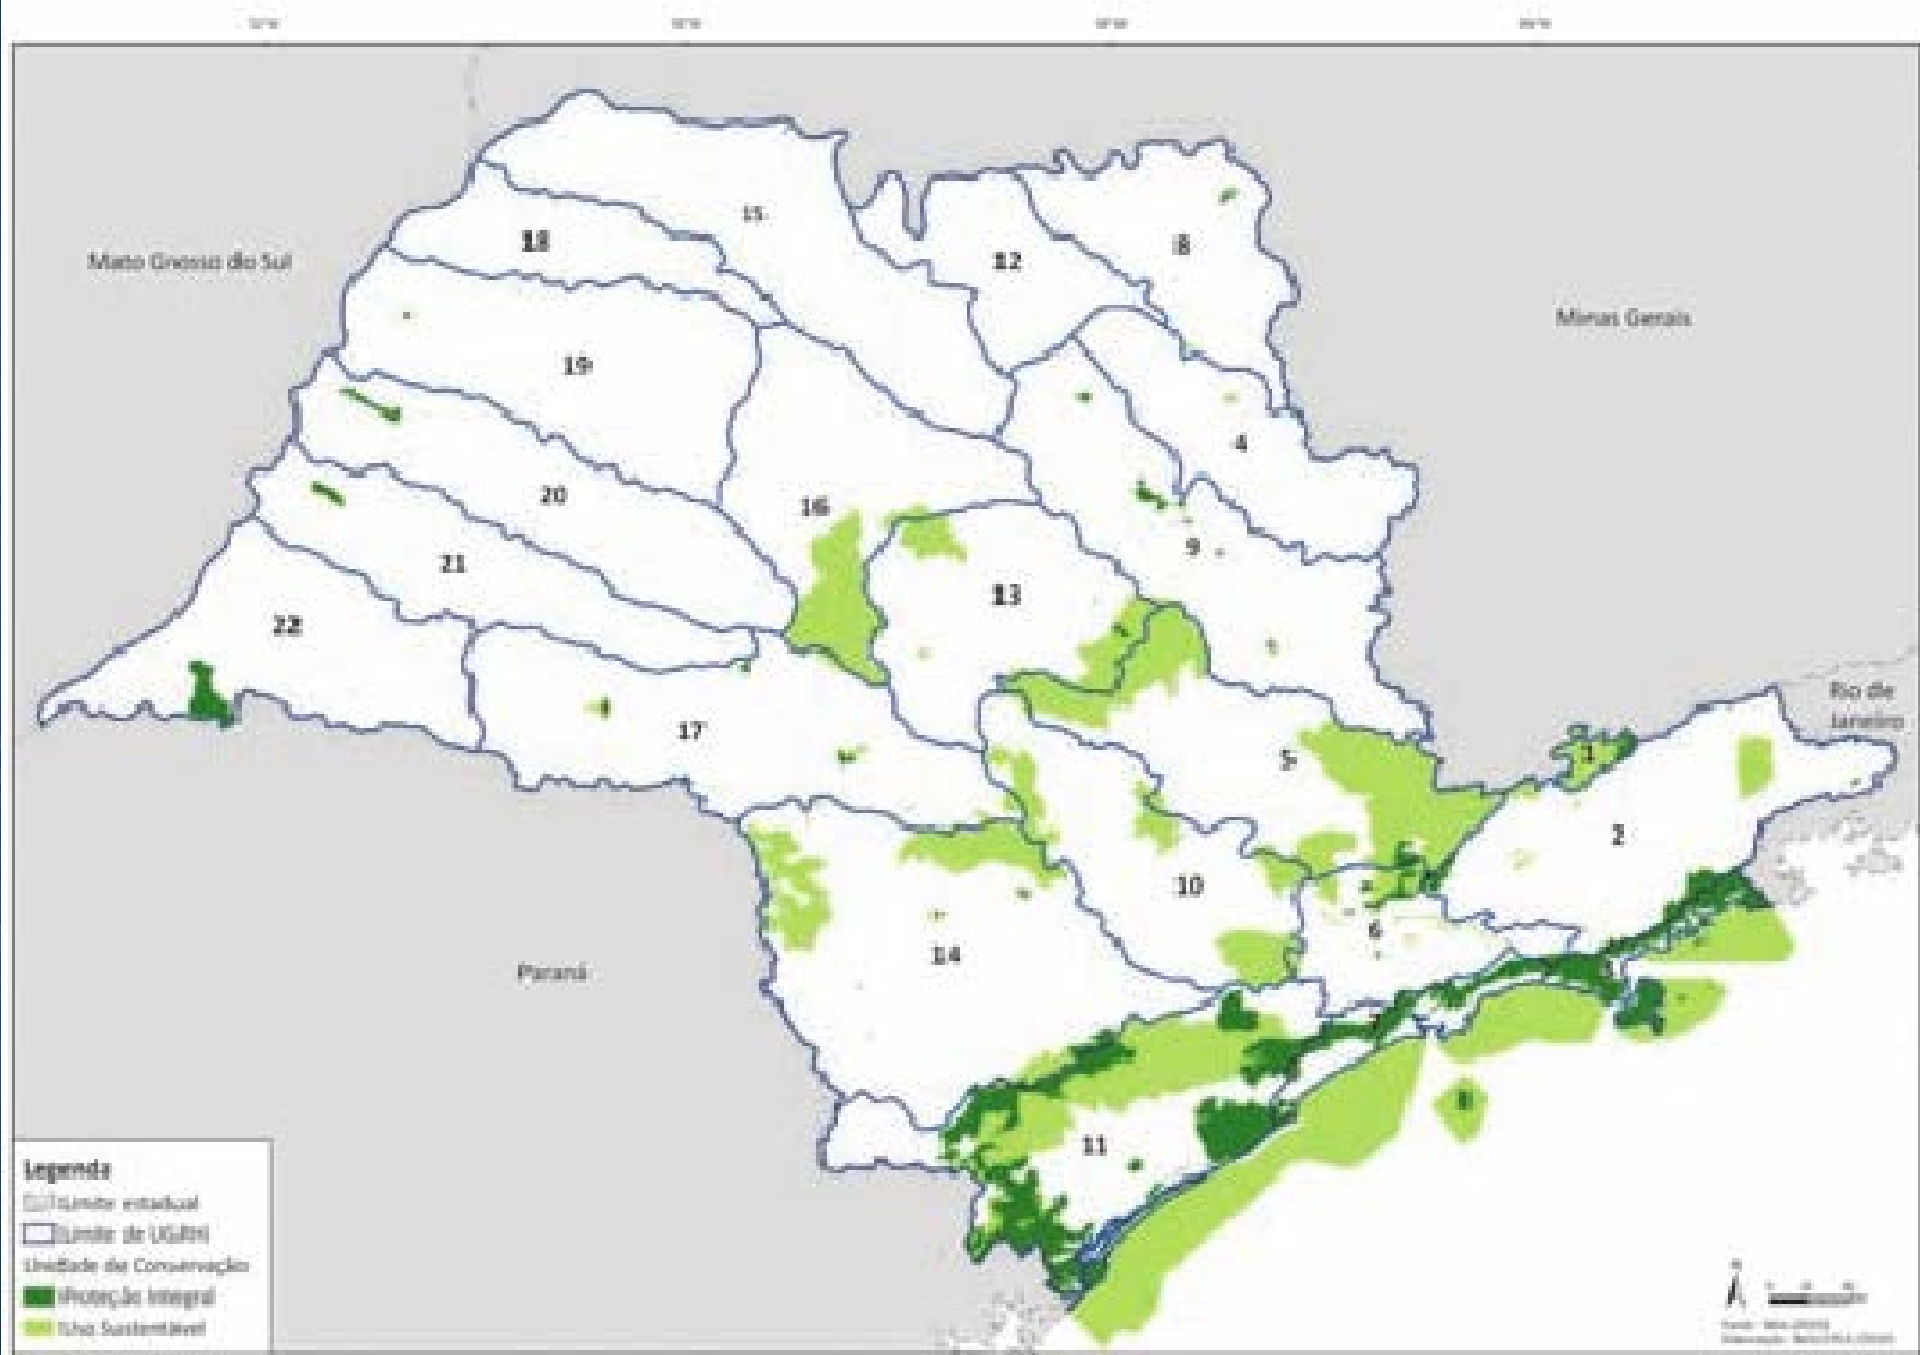 Mato Grosso do Sul
Minas Gerais
Rio de
Janeiro
Paraná
15
18
12
8
19
4
20
16
9
21
13
22
17
5
1
2
10
6
14
11
Legenda
Limite estadual
Limite de UGRHI
Unidade de Conservação
Proteção Integral
Uso Sustentável